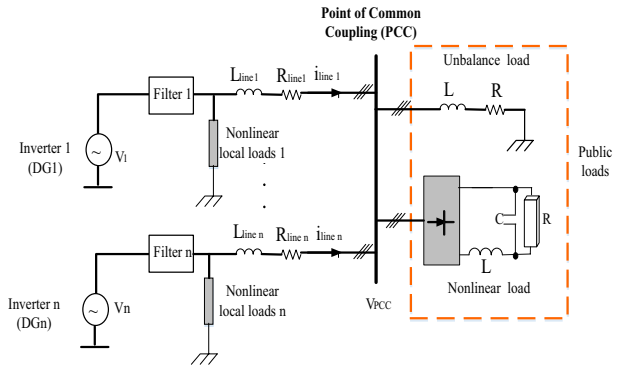 Point of Common
Coupling (PCC)
Unbalance load
Lline1
Rline1
iline 1
Filter 1
L
R
Inverter 1
(DG1)
~
V1
Nonlinear
local loads 1
Public
loads
C
R
Lline n
Rline n
iline n
Filter n
L
Nonlinear load
Inverter n
(DGn)
~
Vn
Nonlinear
local loads n
VPCC